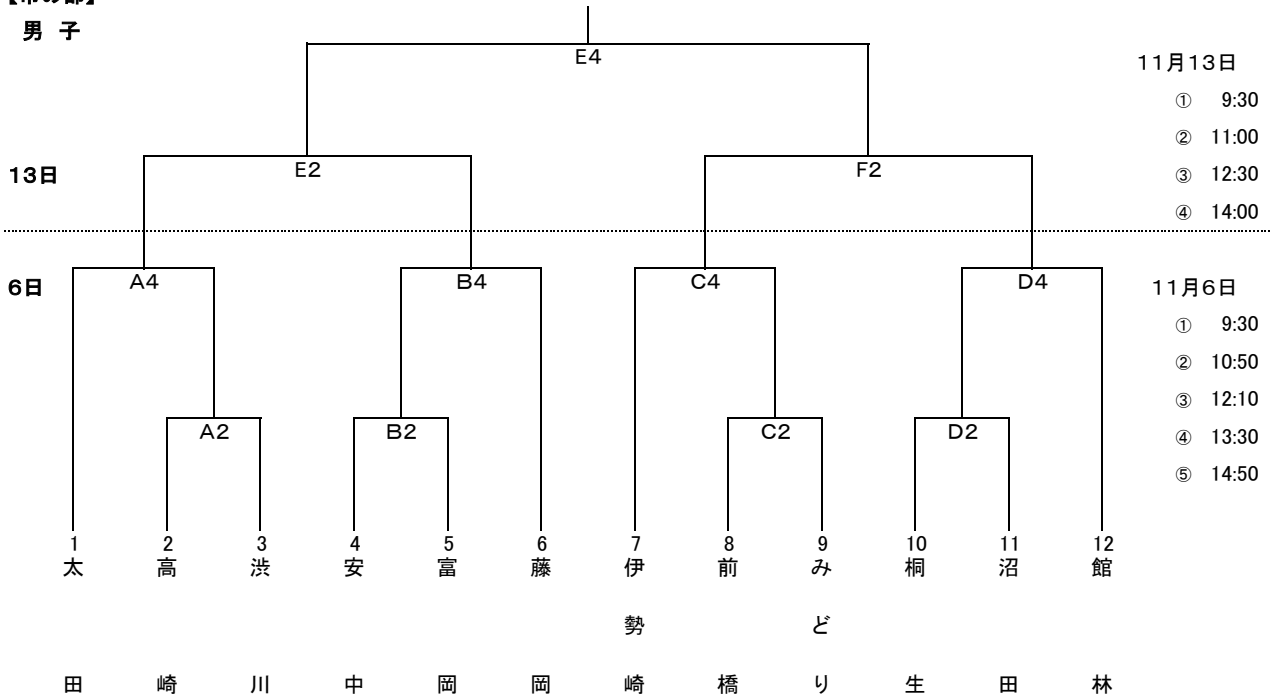 【市の部】
男 子
E4
11月13日
① 9:30
② 11:00
③ 12:30
④ 14:00
13日
E2
F2
6日
A4
B4
C4
D4
11月6日
① 9:30
② 10:50
③ 12:10
④ 13:30
⑤ 14:50
A2
B2
C2
D2
1
太田
2
高崎
3
渋川
4
安中
5
富岡
6
藤岡
7
伊勢崎
8
前橋
9
みどり
10
桐生
11
沼田
12
館林